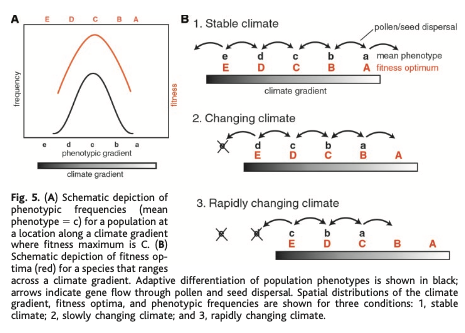 A
E D C B A
frequency
fitness
e d c b a
phenotypic gradient
climate gradient
B
1. Stable climate
pollen/seed dispersal
e d c b a mean phenotype
E D C B A fitness optimum
climate gradient
2. Changing climate
e d c b a
E D C B A
3. Rapidly changing climate
c b a
E D C B A
Fig. 5. (A) Schematic depiction of
phenotypic frequencies (mean
phenotype = c) for a population at
a location along a climate gradient
where fitness maximum is C. (B)
Schematic depiction of fitness op-
tima (red) for a species that ranges
across a climate gradient. Adaptive differentiation of population phenotypes is shown in black;
arrows indicate gene flow through pollen and seed dispersal. Spatial distributions of the climate
gradient, fitness optima, and phenotypic frequencies are shown for three conditions: 1, stable
climate; 2, slowly changing climate; and 3, rapidly changing climate.